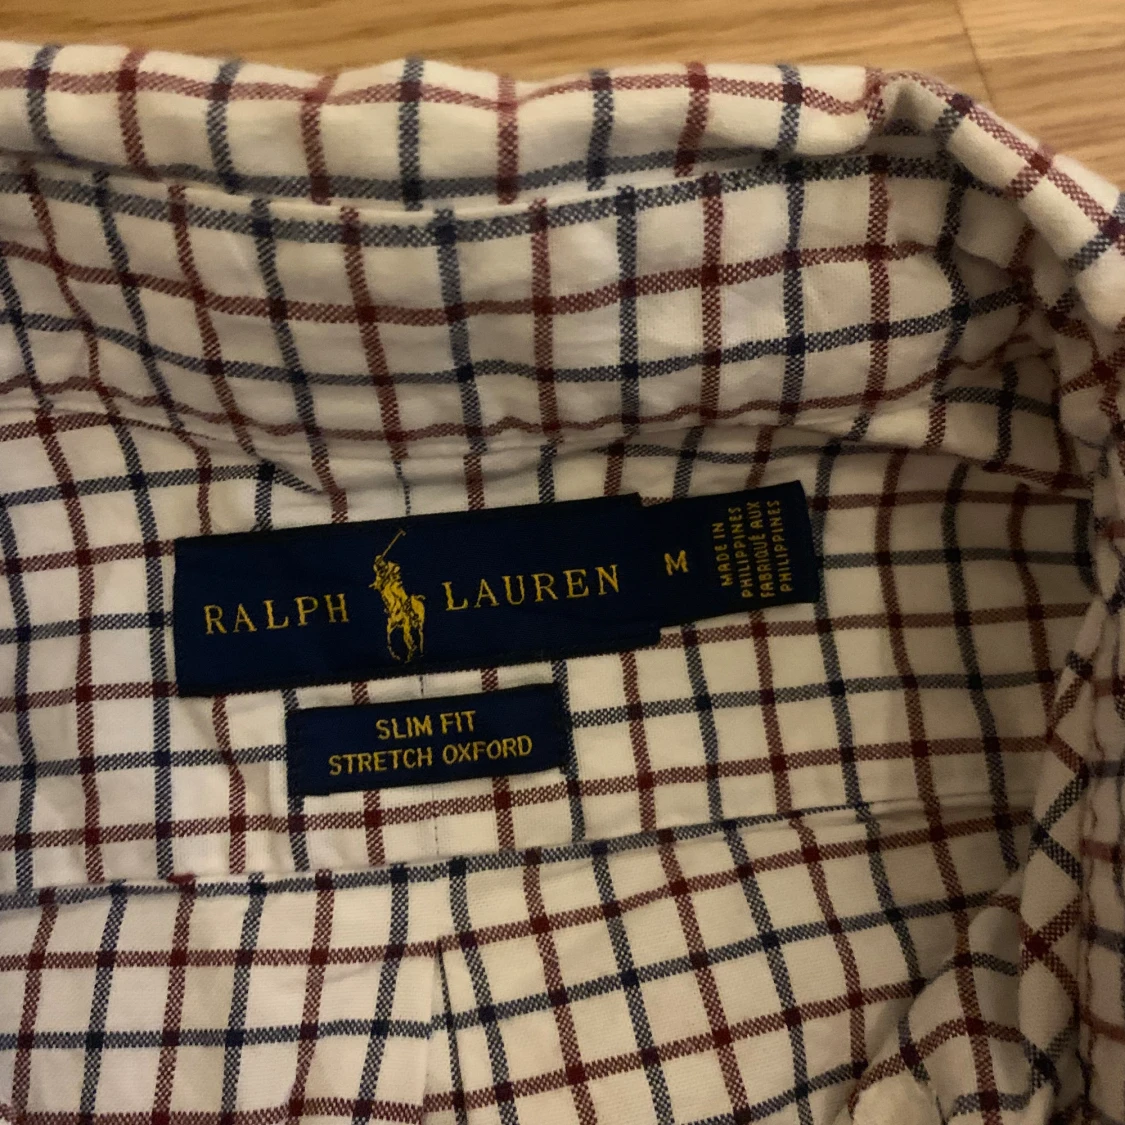 RALPH LAUREN
M
MADE IN
PHILIPPINES
FABRIQUÉ AUX
PHILIPPINES
SLIM FIT
STRETCH OXFORD